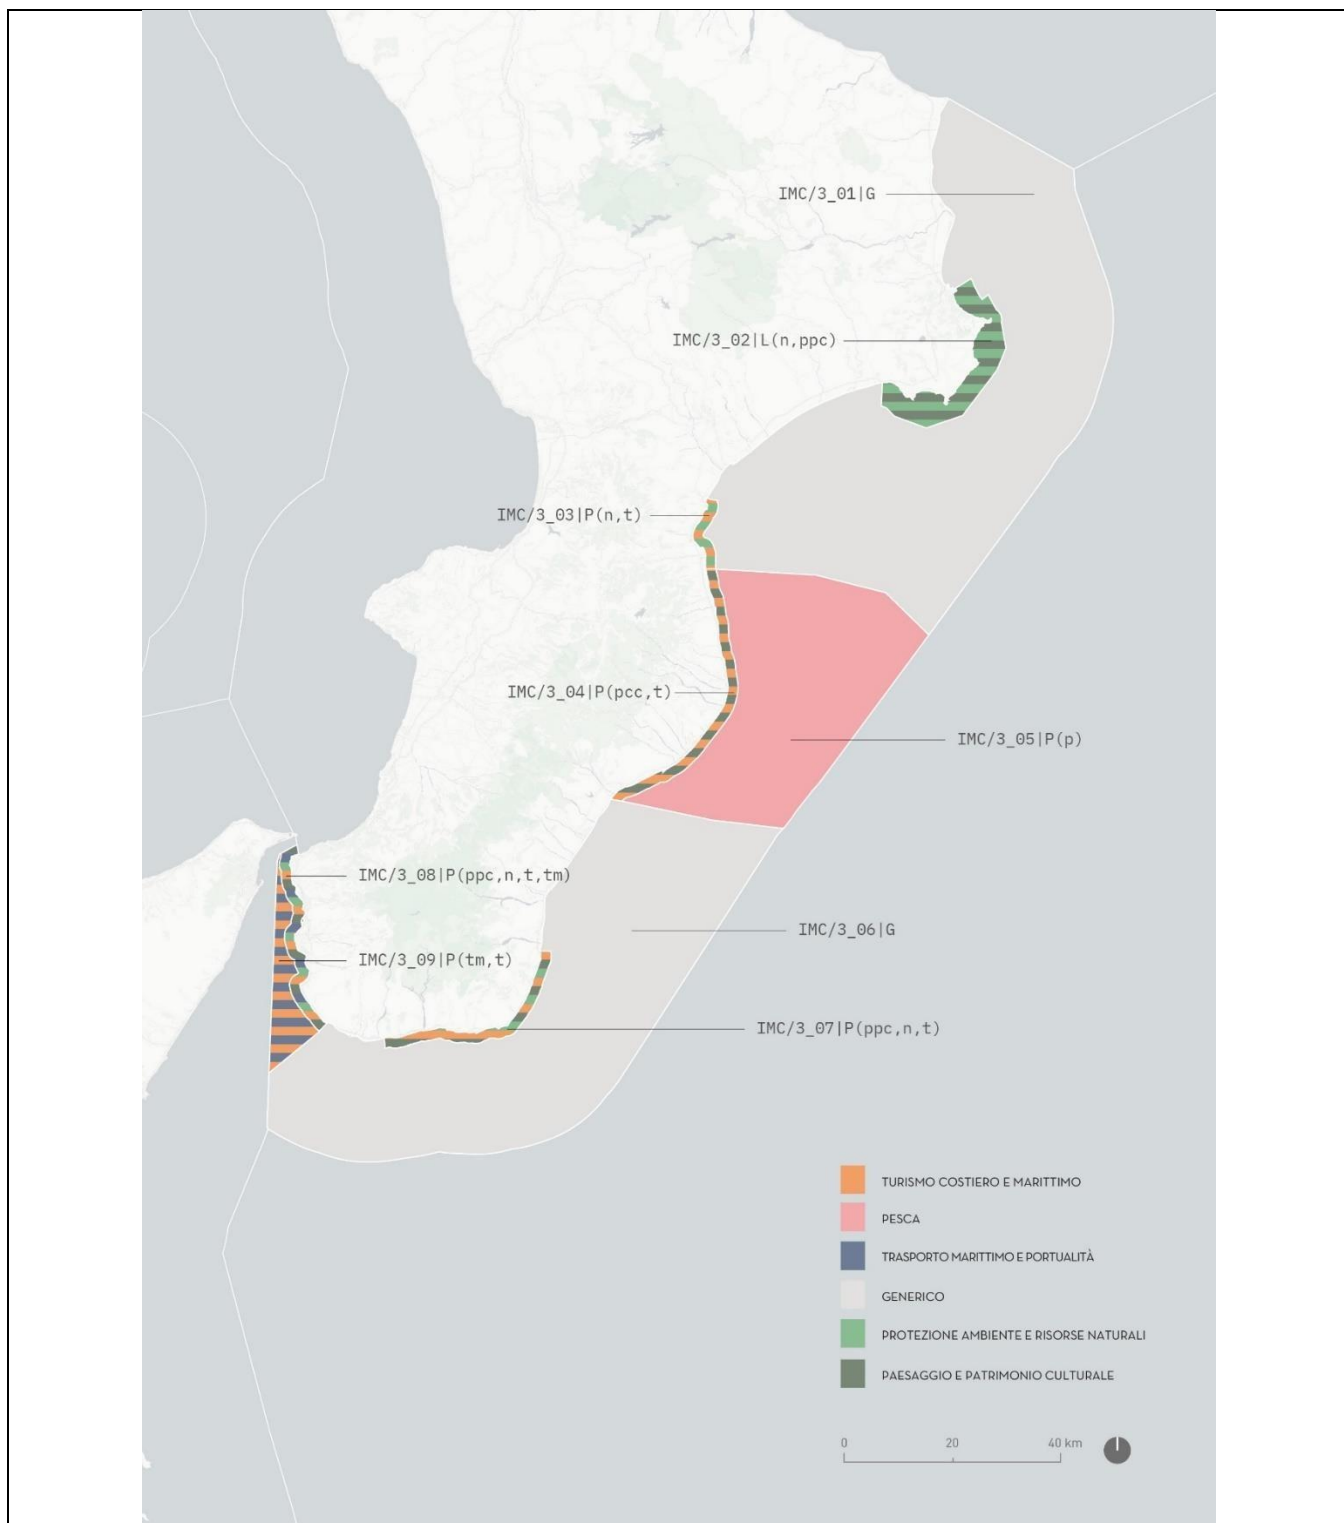 IMC/3_01|G
IMC/3_02|L(n,ppc)
IMC/3_03|P(n,t)
IMC/3_04|P(pcc,t)
IMC/3_05|P(p)
IMC/3_08|P(ppc,n,t,tm)
IMC/3_06|G
IMC/3_09|P(tm,t)
IMC/3_07|P(ppc,n,t)
TURISMO COSTIERO E MARITTIMO
PESCA
TRASPORTO MARITTIMO E PORTUALITÀ
GENERICO
PROTEZIONE AMBIENTE E RISORSE NATURALI
PAESAGGIO E PATRIMONIO CULTURALE
0 20 40 km